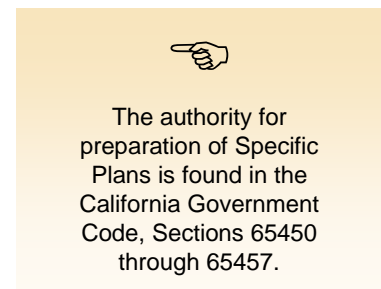 The authority for
preparation of Specific
Plans is found in the
California Government
Code, Sections 65450
through 65457.